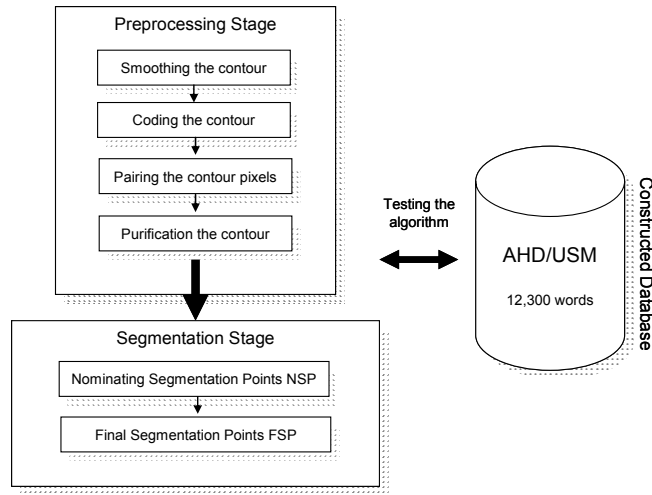 Preprocessing Stage
Smoothing the contour
Coding the contour
Pairing the contour pixels
Purification the contour
Segmentation Stage
Nominating Segmentation Points NSP
Final Segmentation Points FSP
Testing the
algorithm
AHD/USM
12,300 words
Constructed Database